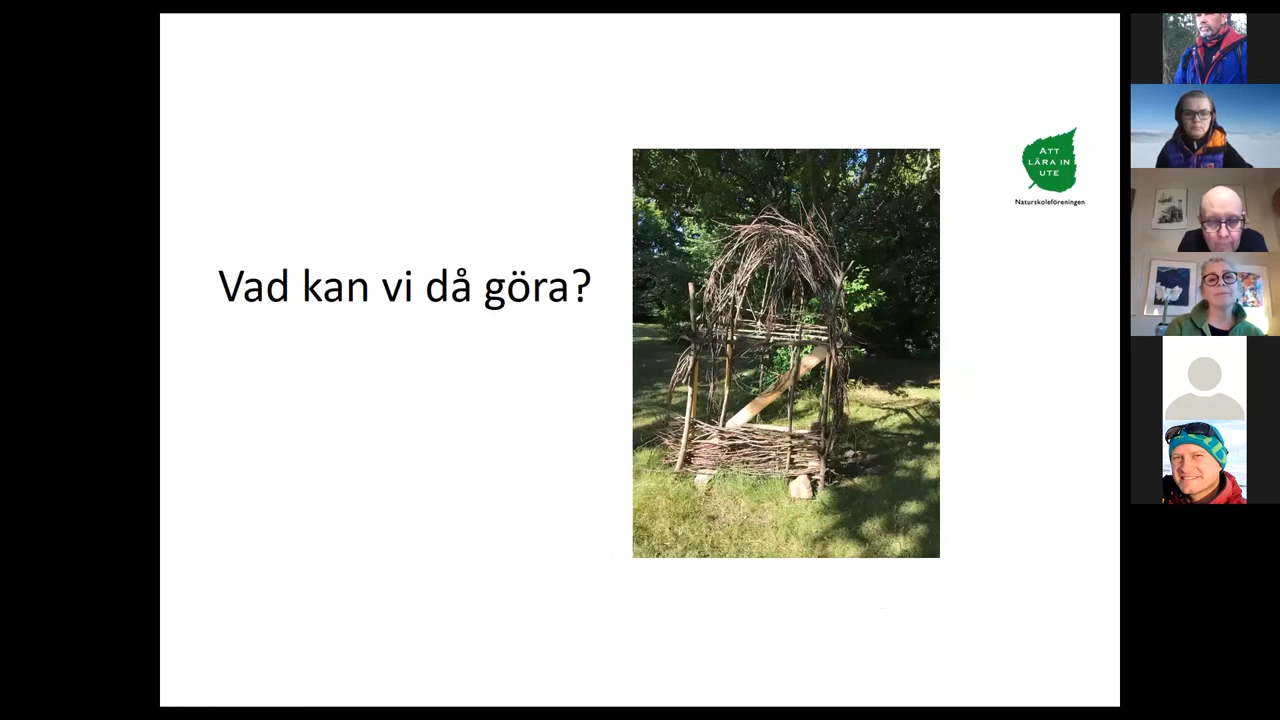 Vad kan vi då göra?
ATT
LÄRA IN
UTE
Naturskoleföreningen